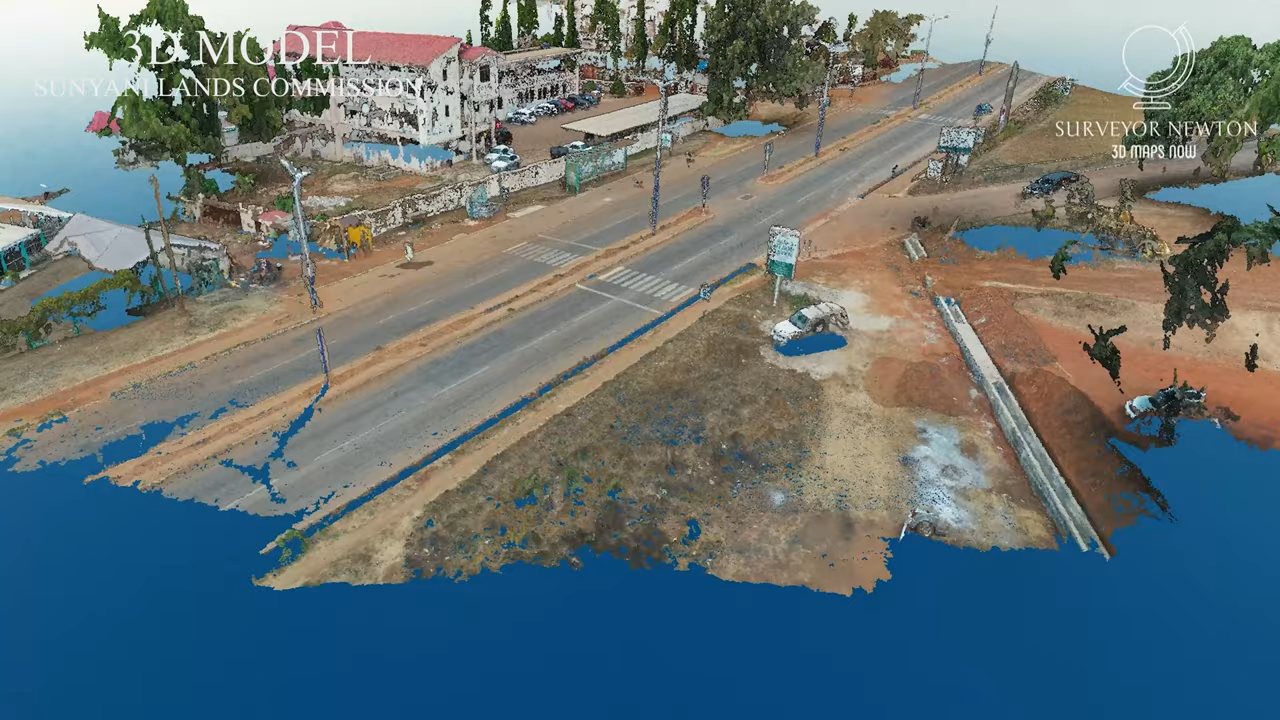 3D MODEL
SUNYANI LANDS COMMISSION
SURVEYOR NEWTON
3D MAPS NOW